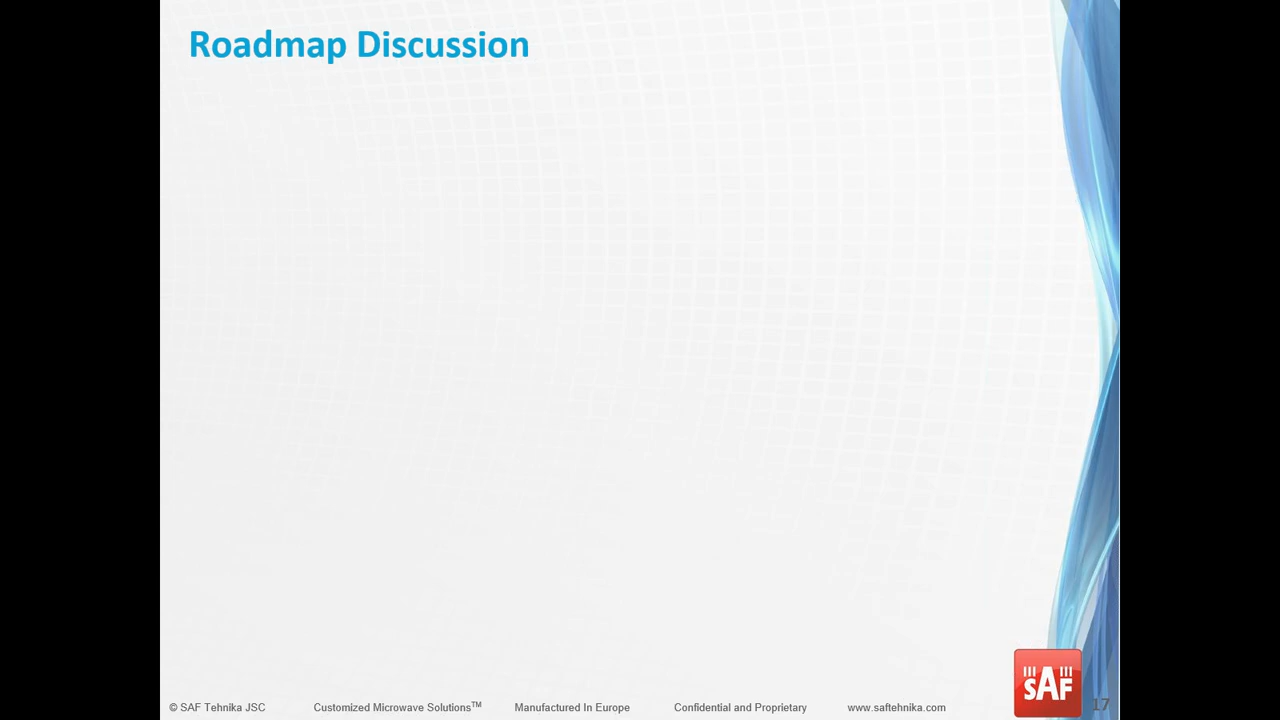 Roadmap Discussion
SAF
© SAF Tehnika JSC Customized Microwave Solutions™ Manufactured In Europe Confidential and Proprietary www.saftehnika.com 17